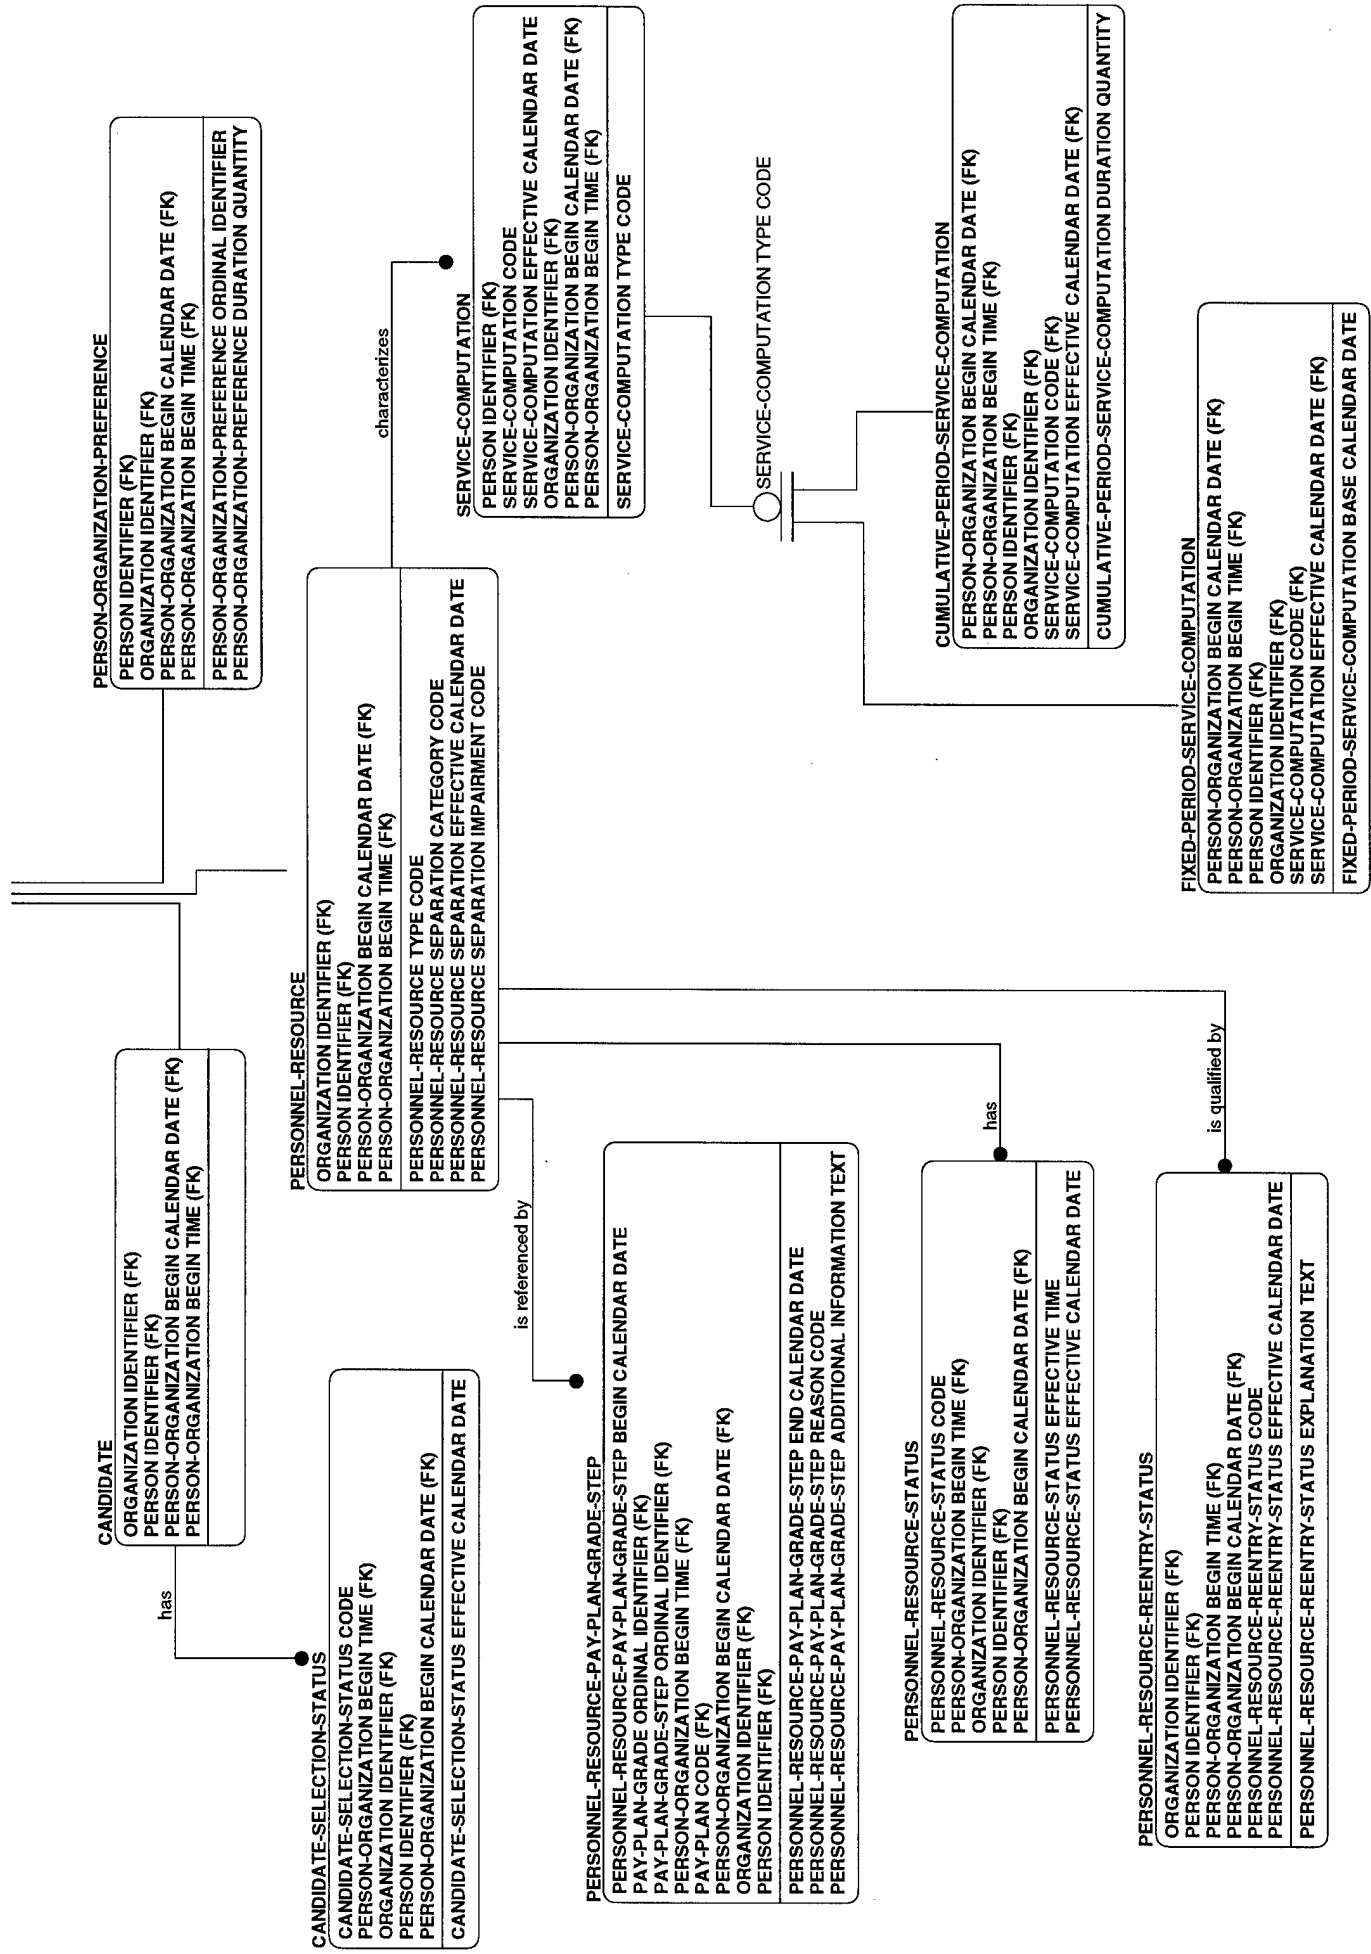 PERSON-ORGANIZATION-PREFERENCE
PERSON IDENTIFIER (FK)
ORGANIZATION IDENTIFIER (FK)
PERSON-ORGANIZATION BEGIN CALENDAR DATE (FK)
PERSON-ORGANIZATION BEGIN TIME (FK)
PERSON-ORGANIZATION-PREFERENCE ORDINAL IDENTIFIER
PERSON-ORGANIZATION-PREFERENCE DURATION QUANTITY
CANDIDATE
ORGANIZATION IDENTIFIER (FK)
PERSON IDENTIFIER (FK)
PERSON-ORGANIZATION BEGIN CALENDAR DATE (FK)
PERSON-ORGANIZATION BEGIN TIME (FK)
has
CANDIDATE-SELECTION-STATUS
CANDIDATE-SELECTION-STATUS CODE
PERSON-ORGANIZATION BEGIN TIME (FK)
ORGANIZATION IDENTIFIER (FK)
PERSON IDENTIFIER (FK)
PERSON-ORGANIZATION BEGIN CALENDAR DATE (FK)
CANDIDATE-SELECTION-STATUS EFFECTIVE CALENDAR DATE
PERSONNEL-RESOURCE
ORGANIZATION IDENTIFIER (FK)
PERSON IDENTIFIER (FK)
PERSON-ORGANIZATION BEGIN CALENDAR DATE (FK)
PERSON-ORGANIZATION BEGIN TIME (FK)
PERSONNEL-RESOURCE TYPE CODE
PERSONNEL-RESOURCE SEPARATION CATEGORY CODE
PERSONNEL-RESOURCE SEPARATION EFFECTIVE CALENDAR DATE
PERSONNEL-RESOURCE SEPARATION IMPAIRMENT CODE
characterizes
SERVICE-COMPUTATION
PERSON IDENTIFIER (FK)
SERVICE-COMPUTATION CODE
SERVICE-COMPUTATION EFFECTIVE CALENDAR DATE
ORGANIZATION IDENTIFIER (FK)
PERSON-ORGANIZATION BEGIN CALENDAR DATE (FK)
PERSON-ORGANIZATION BEGIN TIME (FK)
SERVICE-COMPUTATION TYPE CODE
is referenced by
PERSONNEL-RESOURCE-PAY-PLAN-GRADE-STEP
PERSONNEL-RESOURCE-PAY-PLAN-GRADE-STEP BEGIN CALENDAR DATE
PAY-PLAN-GRADE ORDINAL IDENTIFIER (FK)
PAY-PLAN-GRADE-STEP ORDINAL IDENTIFIER (FK)
PERSON-ORGANIZATION BEGIN TIME (FK)
PAY-PLAN CODE (FK)
PERSON-ORGANIZATION BEGIN CALENDAR DATE (FK)
ORGANIZATION IDENTIFIER (FK)
PERSON IDENTIFIER (FK)
PERSONNEL-RESOURCE-PAY-PLAN-GRADE-STEP END CALENDAR DATE
PERSONNEL-RESOURCE-PAY-PLAN-GRADE-STEP REASON CODE
PERSONNEL-RESOURCE-PAY-PLAN-GRADE-STEP ADDITIONAL INFORMATION TEXT
SERVICE-COMPUTATION TYPE CODE
has
PERSONNEL-RESOURCE-STATUS
PERSONNEL-RESOURCE-STATUS CODE
PERSON-ORGANIZATION BEGIN TIME (FK)
ORGANIZATION IDENTIFIER (FK)
PERSON IDENTIFIER (FK)
PERSON-ORGANIZATION BEGIN CALENDAR DATE (FK)
PERSONNEL-RESOURCE-STATUS EFFECTIVE TIME
PERSONNEL-RESOURCE-STATUS EFFECTIVE CALENDAR DATE
CUMULATIVE-PERIOD-SERVICE-COMPUTATION
PERSON-ORGANIZATION BEGIN CALENDAR DATE (FK)
PERSON-ORGANIZATION BEGIN TIME (FK)
PERSON IDENTIFIER (FK)
ORGANIZATION IDENTIFIER (FK)
SERVICE-COMPUTATION CODE (FK)
SERVICE-COMPUTATION EFFECTIVE CALENDAR DATE (FK)
CUMULATIVE-PERIOD-SERVICE-COMPUTATION DURATION QUANTITY
is qualified by
PERSONNEL-RESOURCE-REENTRY-STATUS
ORGANIZATION IDENTIFIER (FK)
PERSON IDENTIFIER (FK)
PERSON-ORGANIZATION BEGIN TIME (FK)
PERSON-ORGANIZATION BEGIN CALENDAR DATE (FK)
PERSONNEL-RESOURCE-REENTRY-STATUS CODE
PERSONNEL-RESOURCE-REENTRY-STATUS EFFECTIVE CALENDAR DATE
PERSONNEL-RESOURCE-REENTRY-STATUS EXPLANATION TEXT
FIXED-PERIOD-SERVICE-COMPUTATION
PERSON-ORGANIZATION BEGIN CALENDAR DATE (FK)
PERSON-ORGANIZATION BEGIN TIME (FK)
PERSON IDENTIFIER (FK)
ORGANIZATION IDENTIFIER (FK)
SERVICE-COMPUTATION CODE (FK)
SERVICE-COMPUTATION EFFECTIVE CALENDAR DATE (FK)
FIXED-PERIOD-SERVICE-COMPUTATION BASE CALENDAR DATE